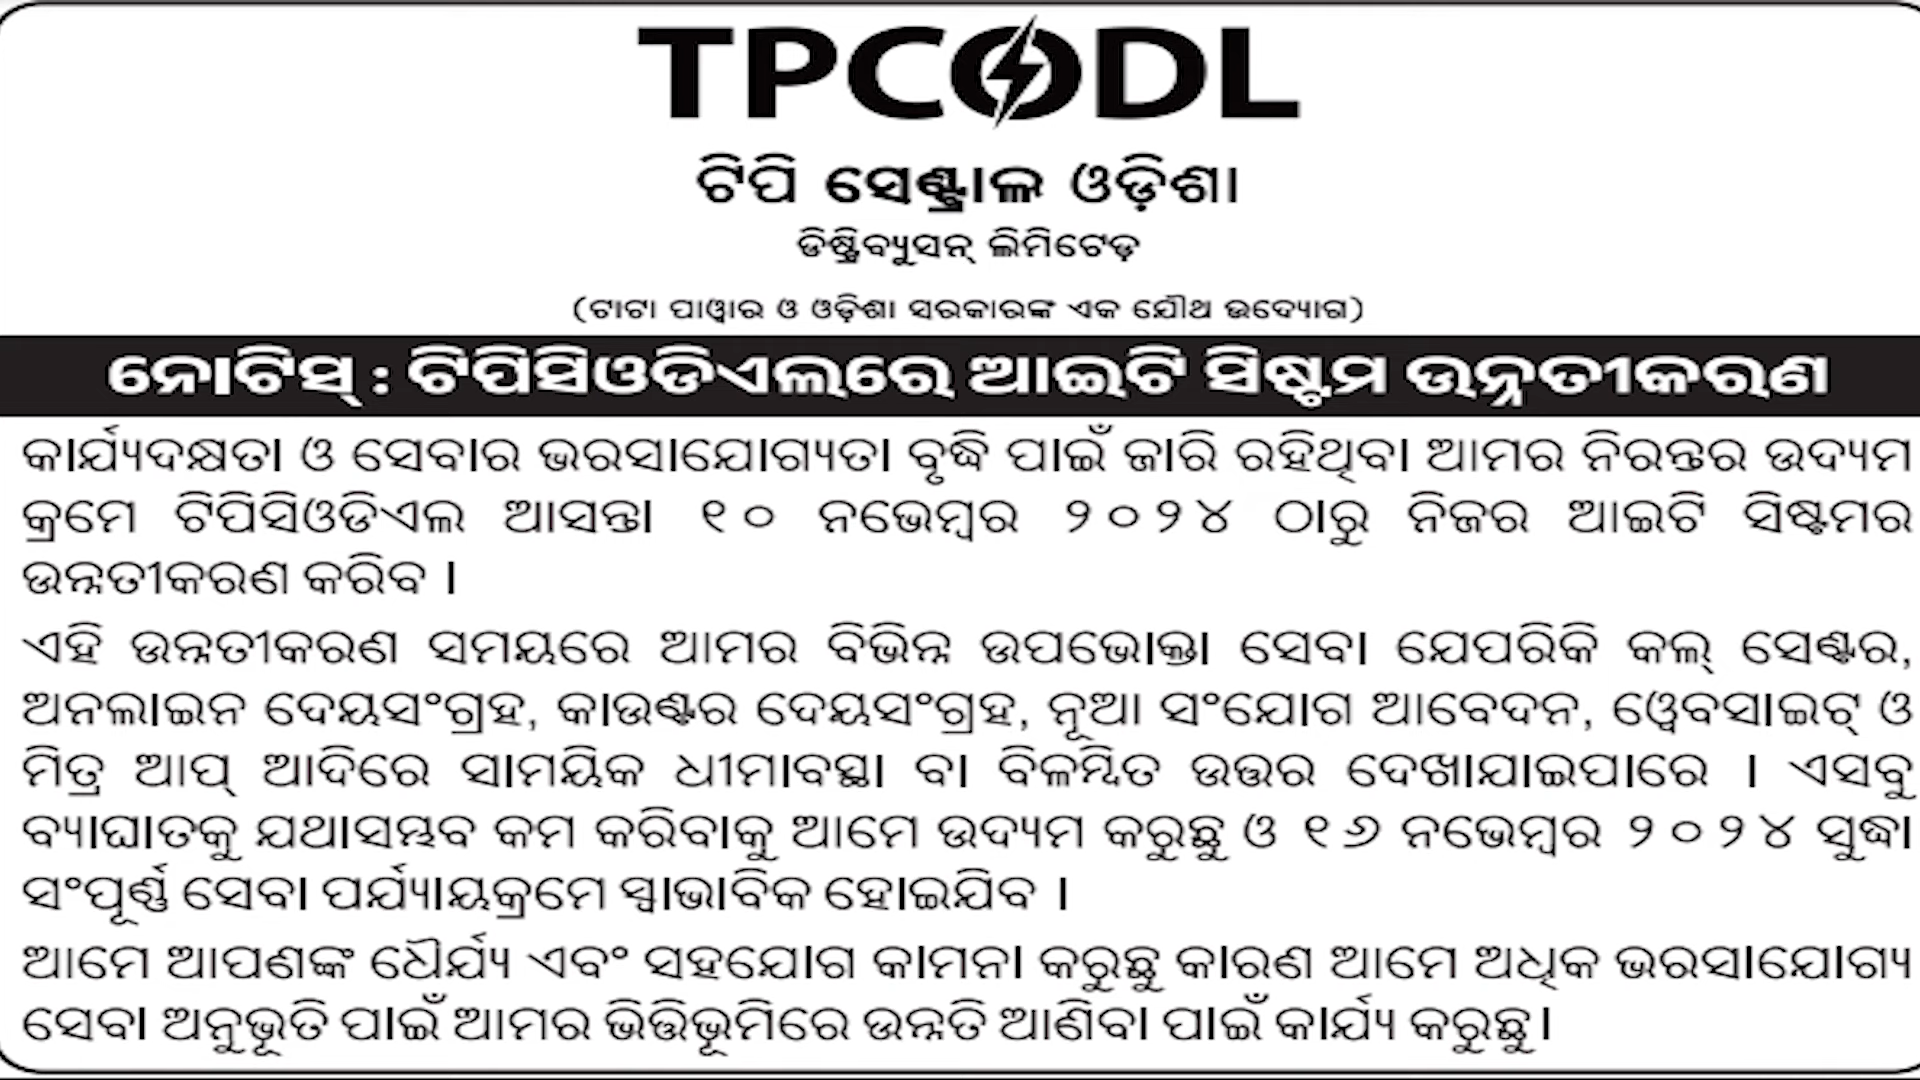 TPCODL
ଟିପି ସେଣ୍ଟ୍ରାଳ ଓଡ଼ିଶା
ଡିଷ୍ଟ୍ରିବ୍ୟୁସନ୍ ଲିମିଟେଡ଼
(ଟାଟା ପାୱାର ଓ ଓଡ଼ିଶା ସରକାରଙ୍କ ଏକ ଯୌଥ ଉଦ୍ୟୋଗ)
ନୋଟିସ୍ : ଟିପିସିଓଡିଏଲରେ ଆଇଟି ସିଷ୍ଟମ ଉନ୍ନତୀକରଣ
କାର୍ଯ୍ୟଦକ୍ଷତା ଓ ସେବାର ଭରସାଯୋଗ୍ୟତା ବୃଦ୍ଧି ପାଇଁ ଜାରି ରହିଥିବା ଆମର ନିରନ୍ତର ଉଦ୍ୟମ
କ୍ରମେ ଟିପିସିଓଡିଏଲ ଆସନ୍ତା ୧୦ ନଭେମ୍ବର ୨୦୨୪ ଠାରୁ ନିଜର ଆଇଟି ସିଷ୍ଟମର
ଉନ୍ନତୀକରଣ କରିବ ।
ଏହି ଉନ୍ନତୀକରଣ ସମୟରେ ଆମର ବିଭିନ୍ନ ଉପଭୋକ୍ତା ସେବା ଯେପରିକି କଲ୍ ସେଣ୍ଟର,
ଅନଲାଇନ ଦେୟସଂଗ୍ରହ, କାଉଣ୍ଟର ଦେୟସଂଗ୍ରହ, ନୂଆ ସଂଯୋଗ ଆବେଦନ, ୱେବସାଇଟ୍ ଓ
ମିତ୍ର ଆପ୍ ଆଦିରେ ସାମୟିକ ଧୀମାବସ୍ଥା ବା ବିଳମ୍ବିତ ଉତ୍ତର ଦେଖାଯାଇପାରେ । ଏସବୁ
ବ୍ୟାଘାତକୁ ଯଥାସମ୍ଭବ କମ କରିବାକୁ ଆମେ ଉଦ୍ୟମ କରୁଛୁ ଓ ୧୬ ନଭେମ୍ବର ୨୦୨୪ ସୁଦ୍ଧା
ସଂପୂର୍ଣ୍ଣ ସେବା ପର୍ଯ୍ୟାୟକ୍ରମେ ସ୍ୱାଭାବିକ ହୋଇଯିବ ।
ଆମେ ଆପଣଙ୍କ ଧୈର୍ଯ୍ୟ ଏବଂ ସହଯୋଗ କାମନା କରୁଛୁ କାରଣ ଆମେ ଅଧିକ ଭରସାଯୋଗ୍ୟ
ସେବା ଅନୁଭୂତି ପାଇଁ ଆମର ଭିତ୍ତିଭୂମିରେ ଉନ୍ନତି ଆଣିବା ପାଇଁ କାର୍ଯ୍ୟ କରୁଛୁ।